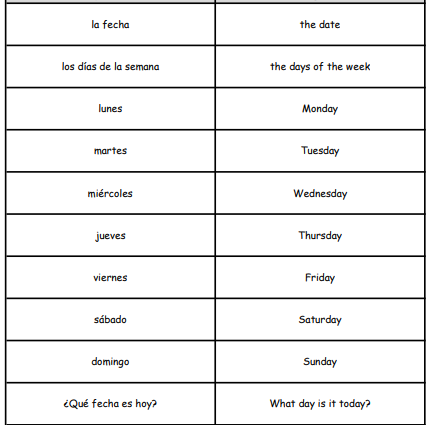 la fecha
the date
los días de la semana
the days of the week
lunes
Monday
martes
Tuesday
miércoles
Wednesday
jueves
Thursday
viernes
Friday
sábado
Saturday
domingo
Sunday
¿Qué fecha es hoy?
What day is it today?